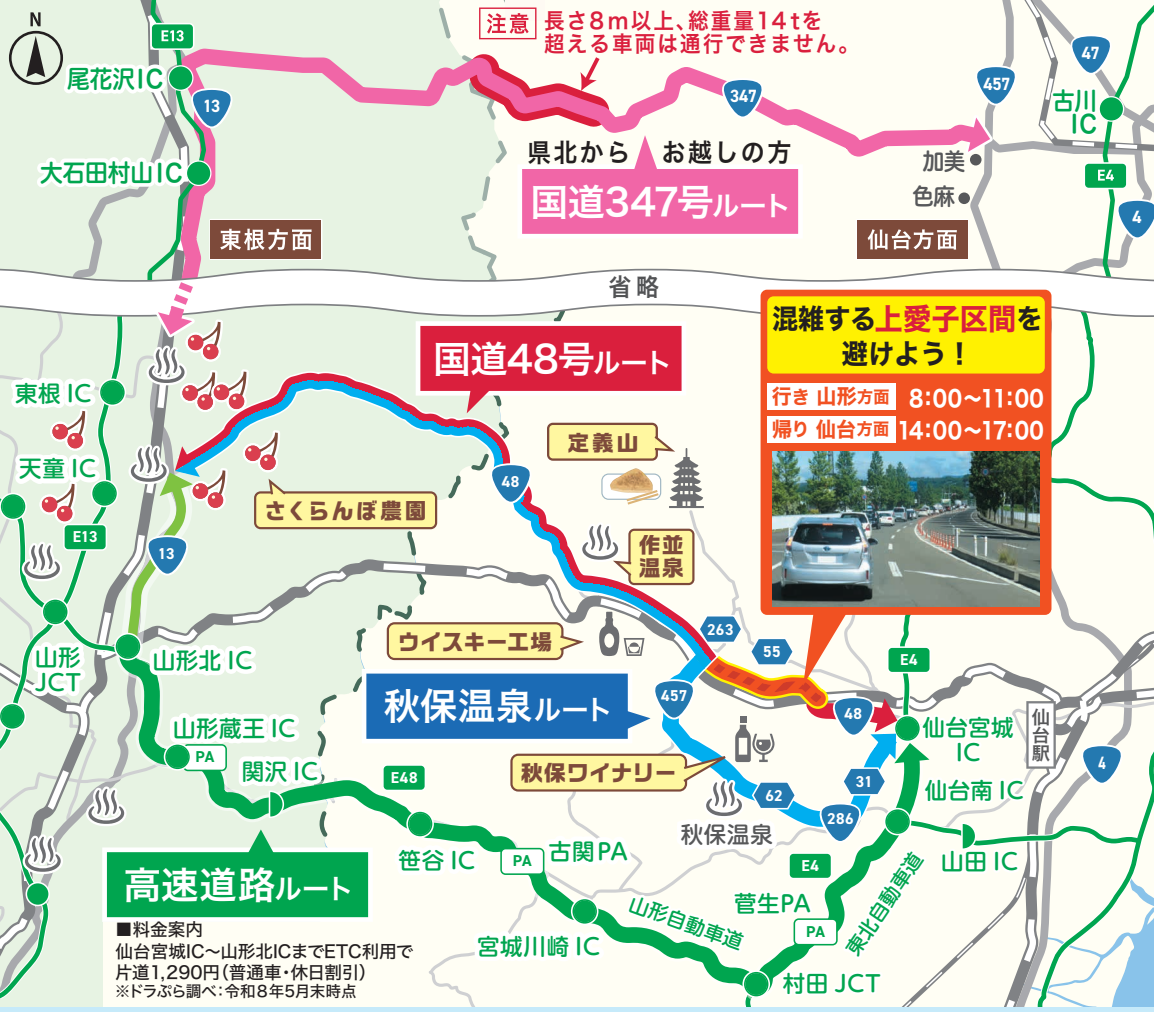 N
注意
長さ8m以上、総重量14tを
超える車両は通行できません。
E13
尾花沢IC
13
347
457
47
古川
IC
大石田村山IC
県北から お越しの方
国道347号ルート
加美
色麻
E4
4
東根方面
仙台方面
省略
混雑する上愛子区間を
避けよう！
行き 山形方面 8:00〜11:00
帰り 仙台方面 14:00〜17:00
国道48号ルート
東根 IC
天童 IC
E13
さくらんぼ農園
定義山
48
作並
温泉
13
ウイスキー工場
263
55
E4
山形
JCT
山形北 IC
秋保温泉ルート
457
48
仙台宮城
IC
仙台駅
4
山形蔵王 IC
PA
関沢 IC
E48
秋保ワイナリー
62
31
286
秋保温泉
仙台南 IC
山田 IC
笹谷 IC
PA
古関PA
E4
菅生PA
PA
東北自動車道
高速道路ルート
山形自動車道
宮城川崎 IC
村田 JCT
■料金案内
仙台宮城IC〜山形北ICまでETC利用で
片道1,290円(普通車・休日割引)
※ドラぷら調べ:令和8年5月末時点